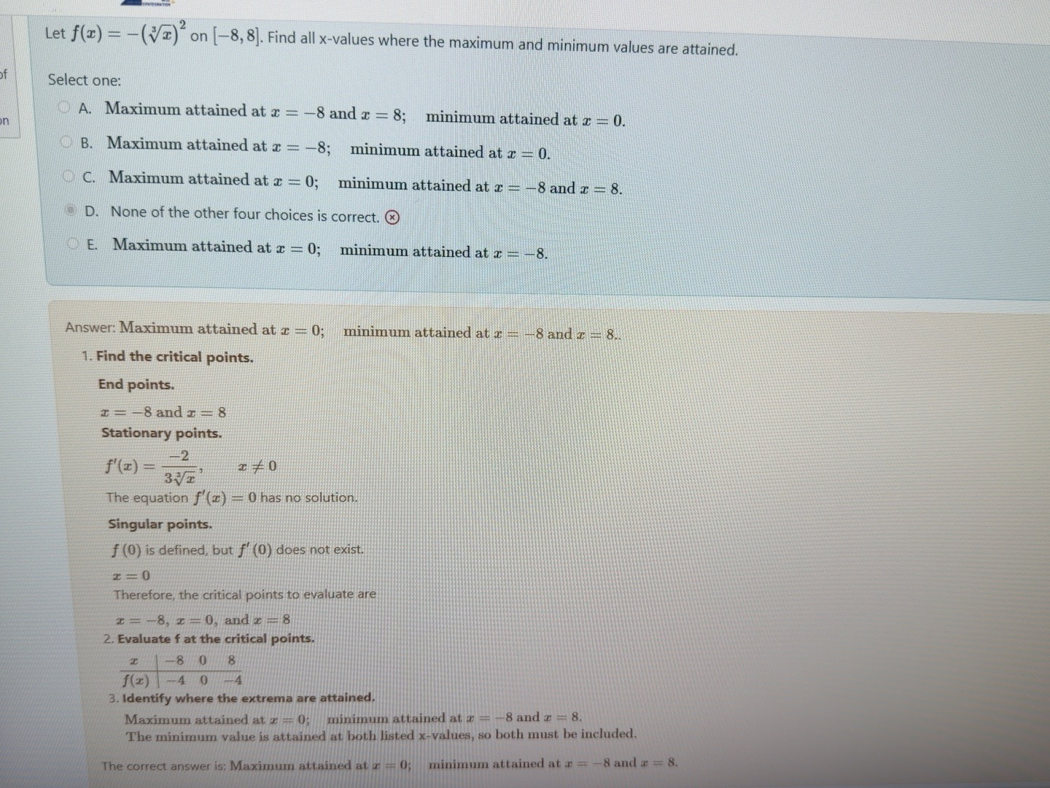 Let f(x) = −(∛x)² on [−8, 8]. Find all x-values where the maximum and minimum values are attained.
of
Select one:
A. Maximum attained at x = −8 and x = 8; minimum attained at x = 0.
on
B. Maximum attained at x = −8; minimum attained at x = 0.
C. Maximum attained at x = 0; minimum attained at x = −8 and x = 8.
D. None of the other four choices is correct.
E. Maximum attained at x = 0; minimum attained at x = −8.
Answer: Maximum attained at x = 0; minimum attained at x = −8 and x = 8..
1. Find the critical points.
End points.
x = −8 and x = 8
Stationary points.
f′(x) = −2/(3∛x), x ≠ 0
The equation f′(x) = 0 has no solution.
Singular points.
f(0) is defined, but f′(0) does not exist.
x = 0
Therefore, the critical points to evaluate are
x = −8, x = 0, and x = 8
2. Evaluate f at the critical points.
x | −8 0 8
f(x) | −4 0 −4
3. Identify where the extrema are attained.
Maximum attained at x = 0; minimum attained at x = −8 and x = 8.
The minimum value is attained at both listed x-values, so both must be included.
The correct answer is: Maximum attained at x = 0; minimum attained at x = −8 and x = 8.